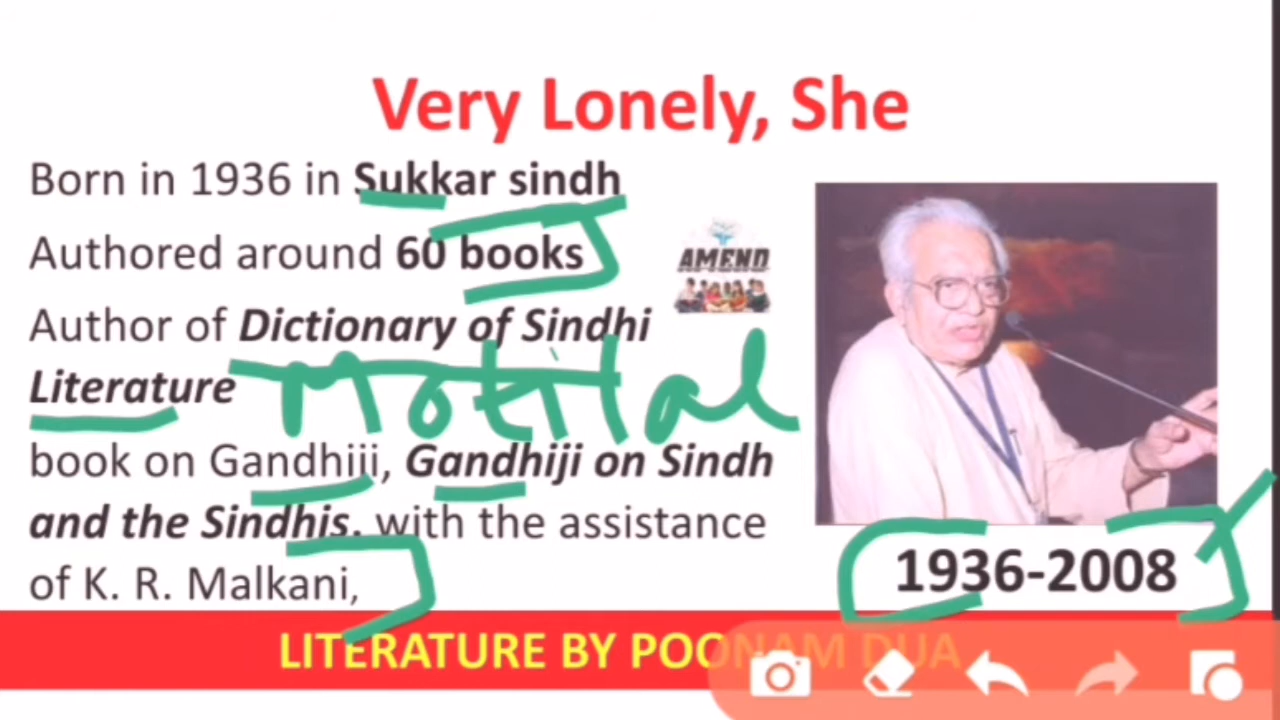 Very Lonely, She
Born in 1936 in Sukkar sindh
Authored around 60 books
AMEND
Author of Dictionary of Sindhi
Literature
Motilal
book on Gandhiji, Gandhiji on Sindh
and the Sindhis, with the assistance
of K. R. Malkani,
1936-2008
LITERATURE BY POONAM DUA